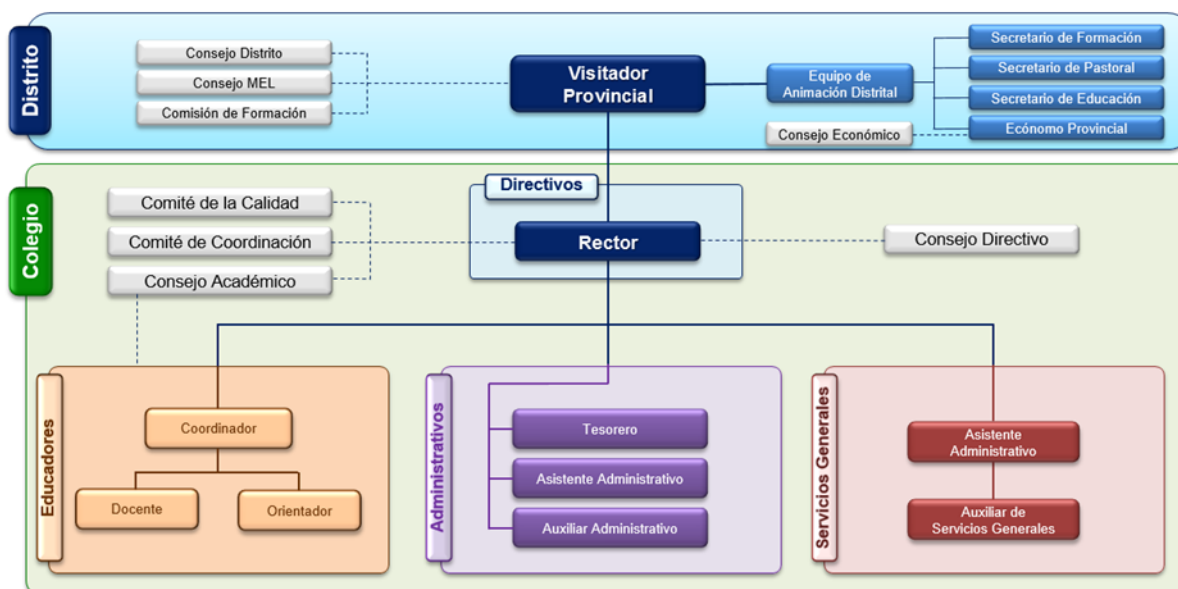 Distrito
Consejo Distrito
Consejo MEL
Comisión de Formación
Visitador
Provincial
Equipo de
Animación Distrital
Consejo Económico
Secretario de Formación
Secretario de Pastoral
Secretario de Educación
Ecónomo Provincial
Colegio
Directivos
Comité de la Calidad
Comité de Coordinación
Consejo Académico
Rector
Consejo Directivo
Educadores
Coordinador
Docente
Orientador
Administrativos
Tesorero
Asistente Administrativo
Auxiliar Administrativo
Servicios Generales
Asistente
Administrativo
Auxiliar de
Servicios Generales